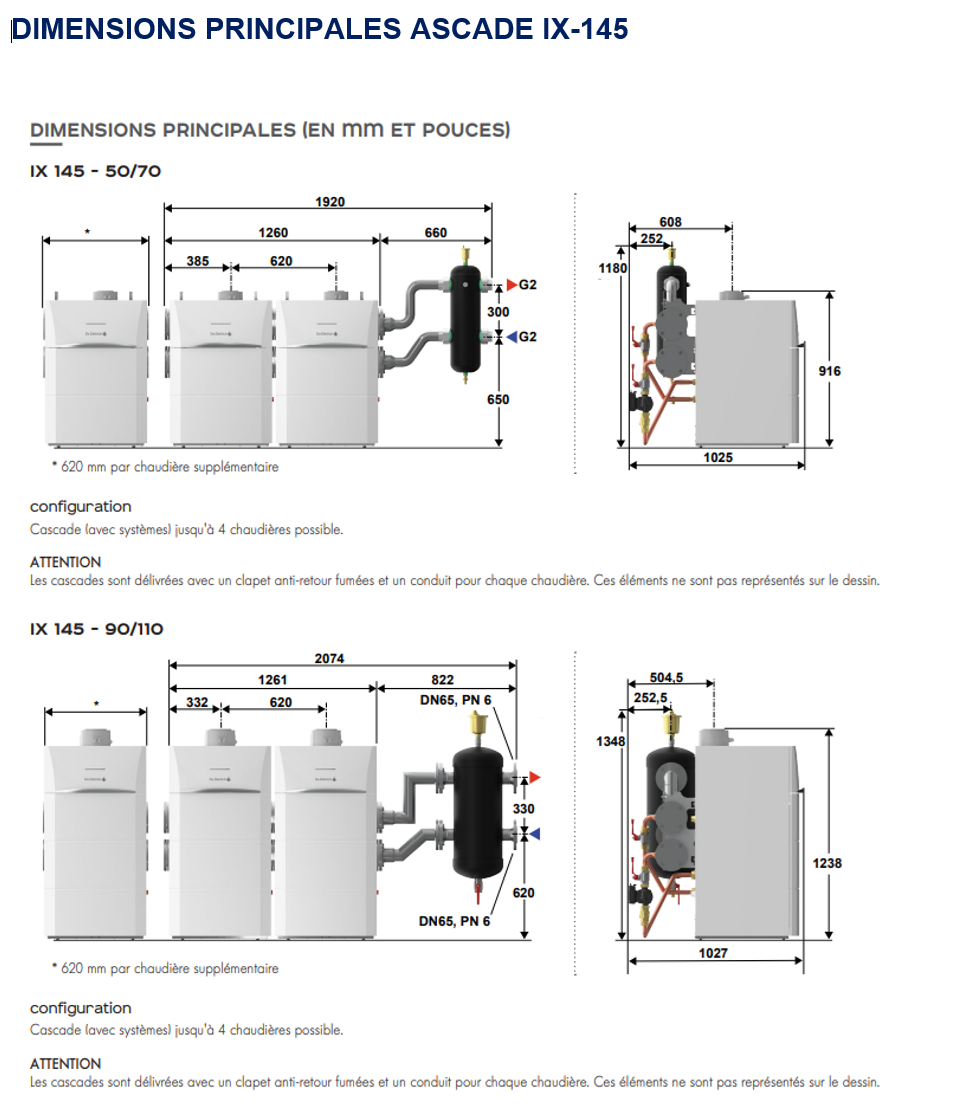 DIMENSIONS PRINCIPALES ASCADE IX-145
DIMENSIONS PRINCIPALES (EN mm ET POUCES)
IX 145 - 50/70
1920
*
1260
660
385
620
G2
300
G2
650
608
252
1180
916
1025
* 620 mm par chaudière supplémentaire
configuration
Cascade (avec systèmes) jusqu'à 4 chaudières possible.
ATTENTION
Les cascades sont délivrées avec un clapet anti-retour fumées et un conduit pour chaque chaudière. Ces éléments ne sont pas représentés sur le dessin.
IX 145 - 90/110
2074
1261
822
*
332
620
DN65, PN 6
330
620
DN65, PN 6
504,5
252,5
1348
1238
1027
* 620 mm par chaudière supplémentaire
configuration
Cascade (avec systèmes) jusqu'à 4 chaudières possible.
ATTENTION
Les cascades sont délivrées avec un clapet anti-retour fumées et un conduit pour chaque chaudière. Ces éléments ne sont pas représentés sur le dessin.